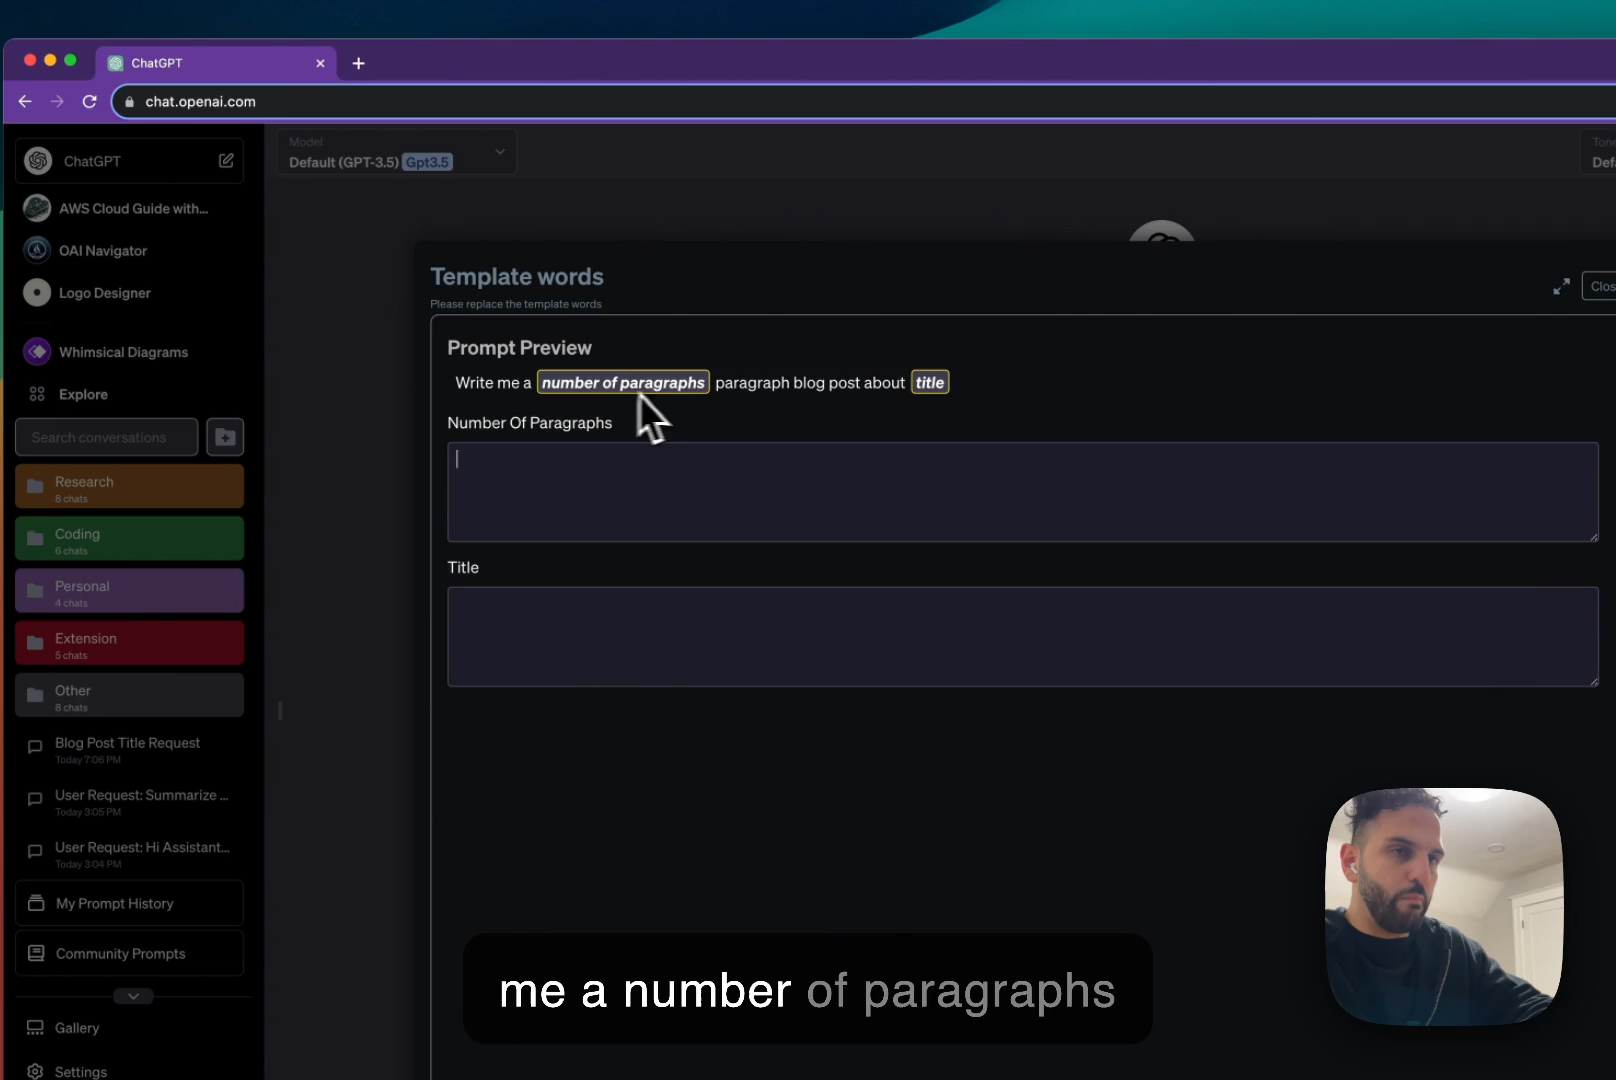 ChatGPT
chat.openai.com
ChatGPT
AWS Cloud Guide with...
OAI Navigator
Logo Designer
Whimsical Diagrams
Explore
Search conversations
Research
8 chats
Coding
6 chats
Personal
4 chats
Extension
5 chats
Other
8 chats
Blog Post Title Request
Today 7:06 PM
User Request: Summarize ...
Today 3:05 PM
User Request: Hi Assistant...
Today 3:04 PM
My Prompt History
Community Prompts
Gallery
Settings
Model
Default (GPT-3.5) Gpt3.5
Template words
Please replace the template words
Prompt Preview
Write me a number of paragraphs paragraph blog post about title
Number Of Paragraphs
Title
me a number of paragraphs